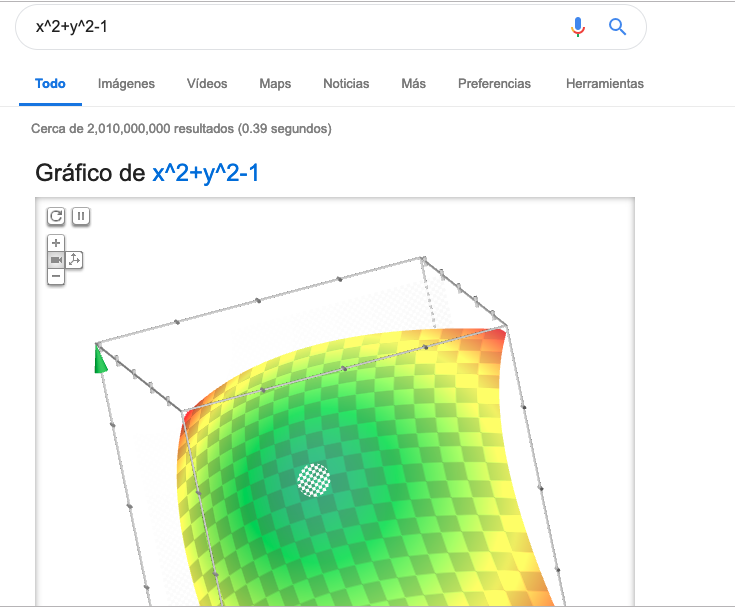 x^2+y^2-1
Todo Imágenes Vídeos Maps Noticias Más Preferencias Herramientas
Cerca de 2,010,000,000 resultados (0.39 segundos)
Gráfico de x^2+y^2-1